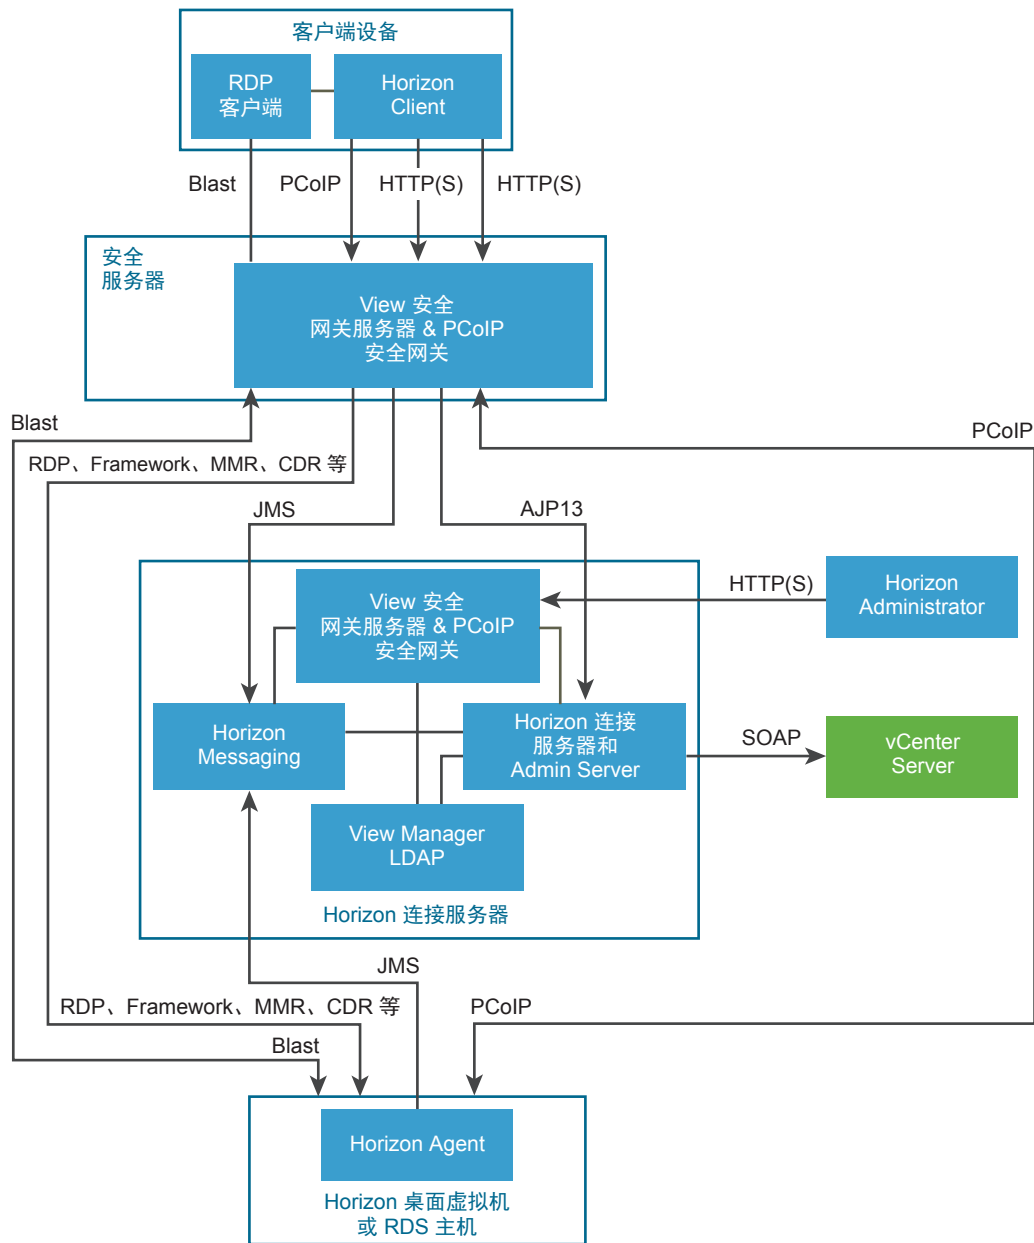 客户端设备
RDP
客户端
Horizon
Client
Blast
PCoIP
HTTP(S)
HTTP(S)
安全
服务器
View 安全
网关服务器 & PCoIP
安全网关
Blast
PCoIP
RDP、Framework、MMR、CDR 等
JMS
AJP13
View 安全
网关服务器 & PCoIP
安全网关
HTTP(S)
Horizon
Administrator
Horizon
Messaging
Horizon 连接
服务器和
Admin Server
SOAP
vCenter
Server
View Manager
LDAP
Horizon 连接服务器
JMS
RDP、Framework、MMR、CDR 等
PCoIP
Blast
Horizon Agent
Horizon 桌面虚拟机
或 RDS 主机